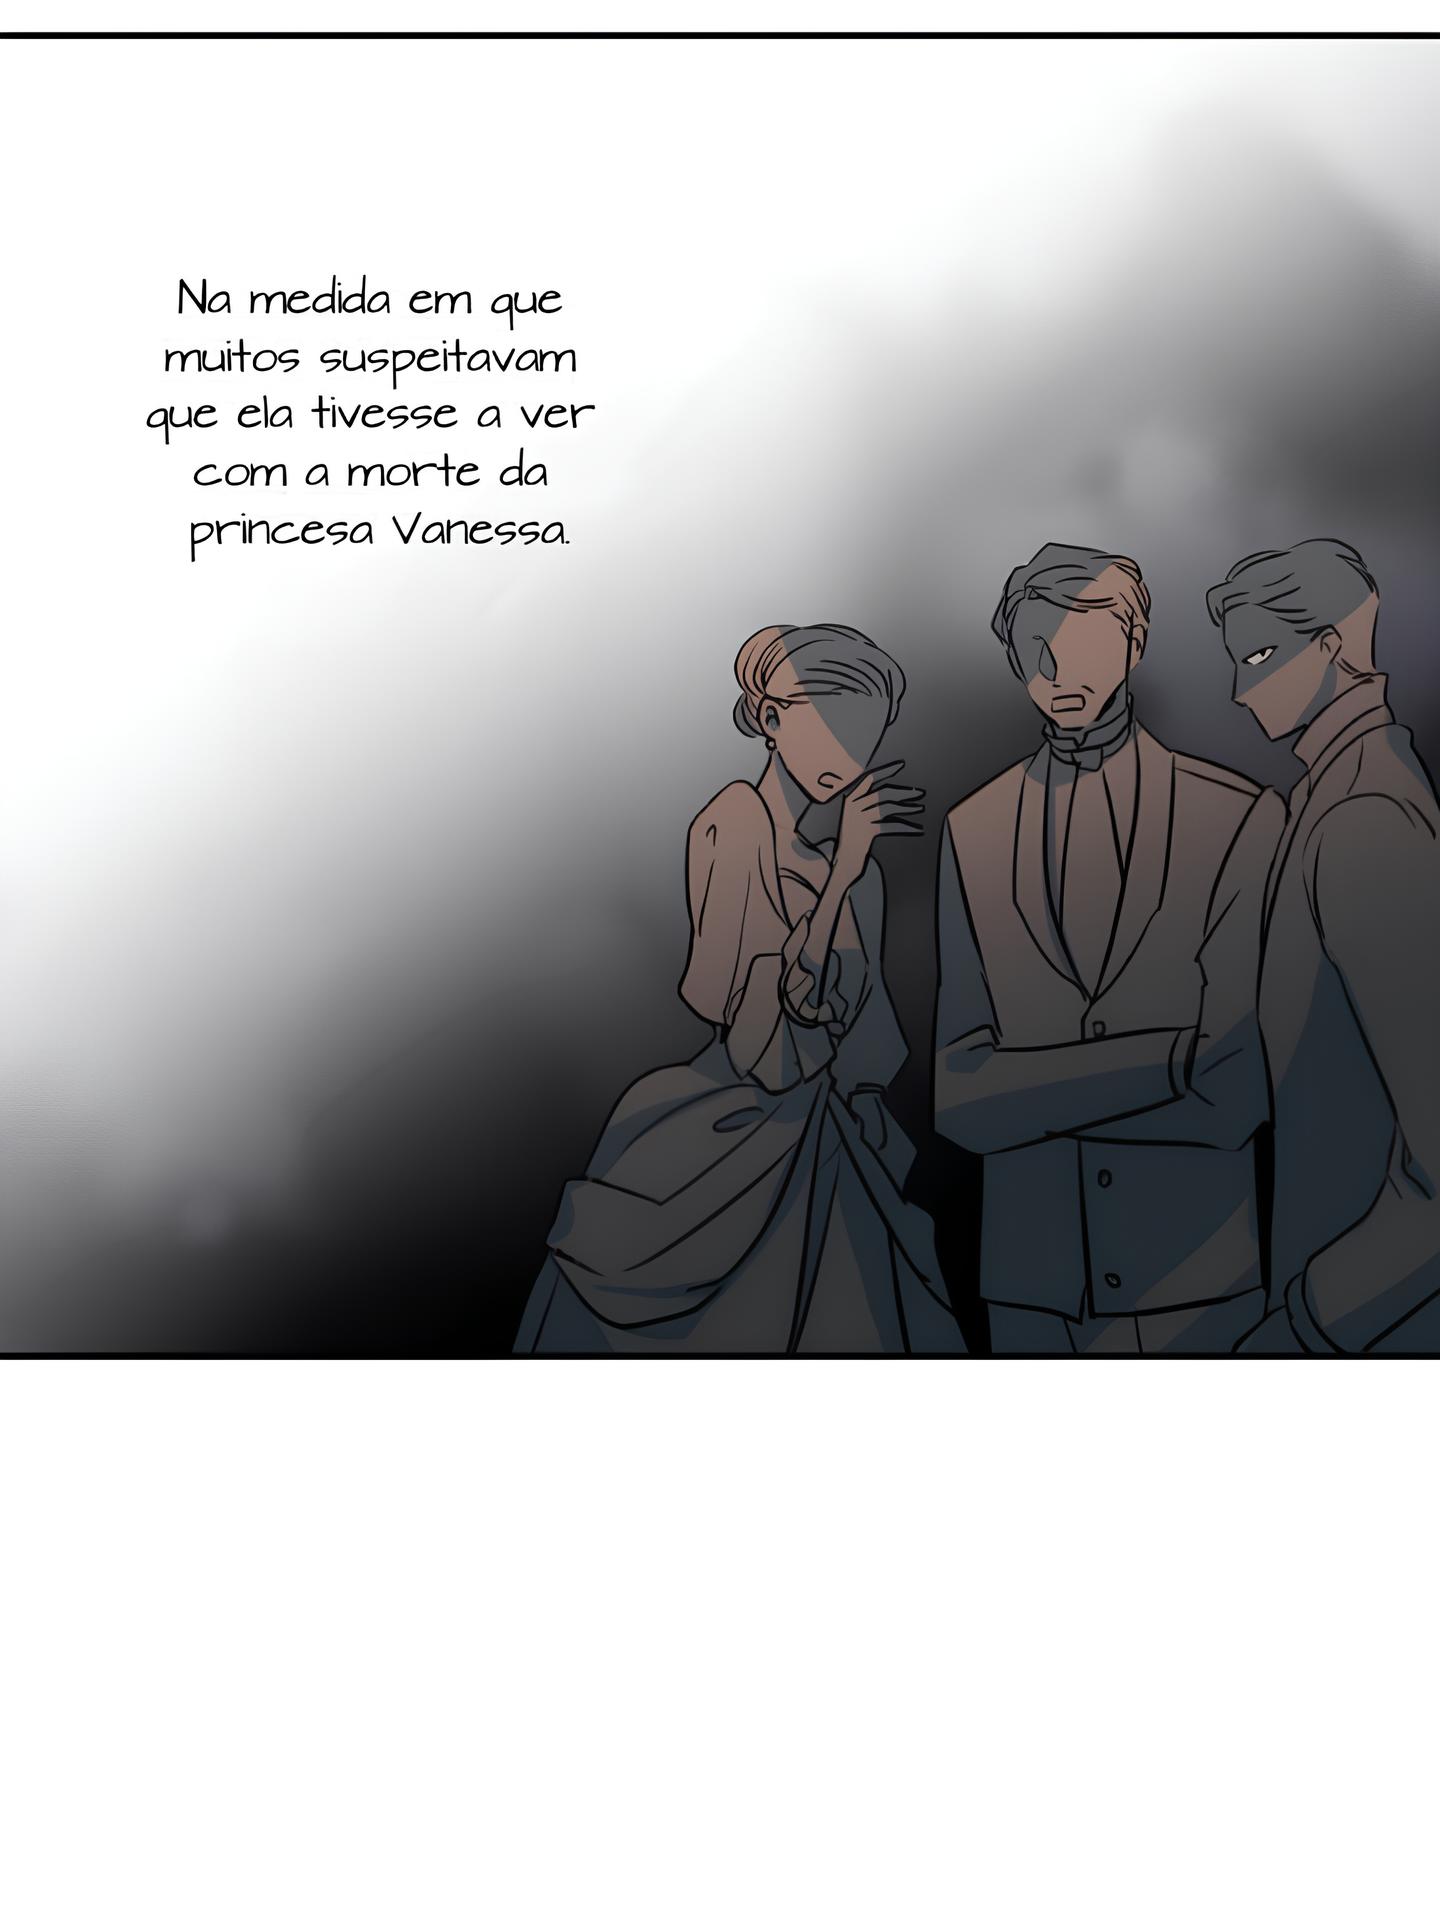 Na medida em que
muitos suspeitavam
que ela tivesse a ver
com a morte da
princesa Vanessa.